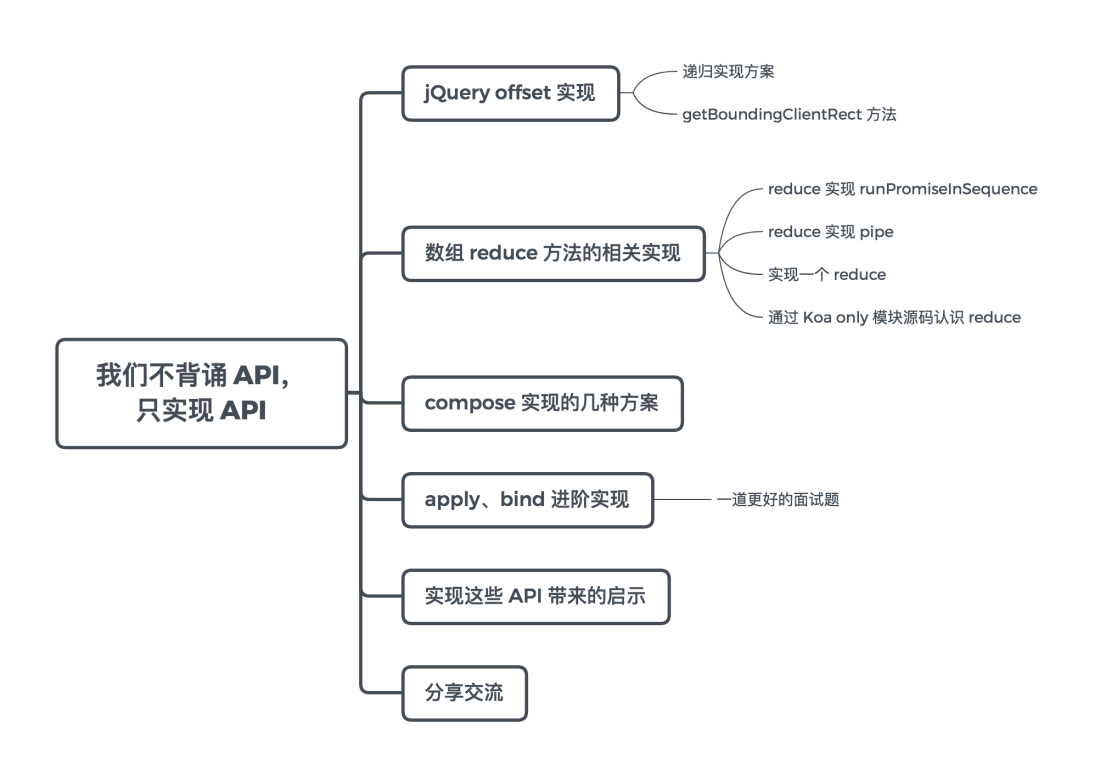 我们不背诵 API,
只实现 API
jQuery offset 实现
递归实现方案
getBoundingClientRect 方法
数组 reduce 方法的相关实现
reduce 实现 runPromiseInSequence
reduce 实现 pipe
实现一个 reduce
通过 Koa only 模块源码认识 reduce
compose 实现的几种方案
apply、bind 进阶实现
一道更好的面试题
实现这些 API 带来的启示
分享交流